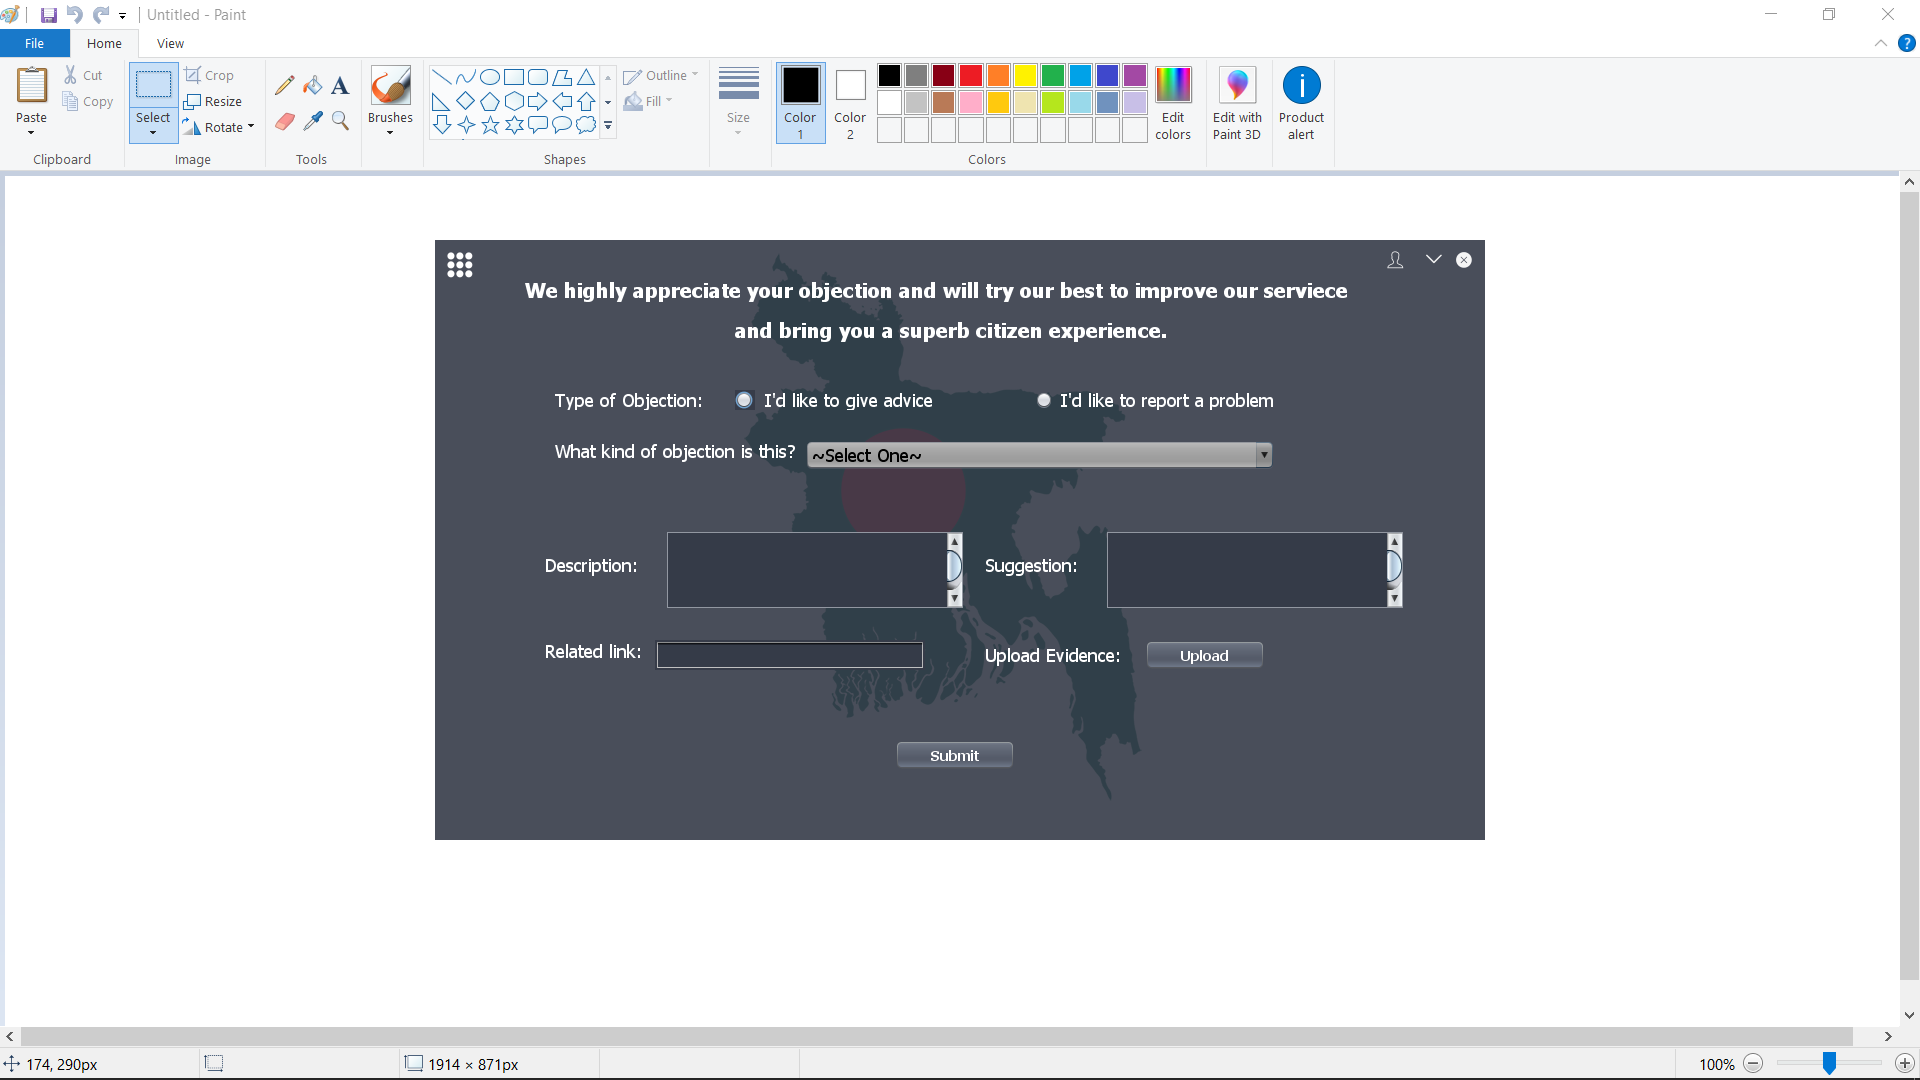 Untitled - Paint
File Home View
Paste
Cut
Copy
Clipboard
Select
Crop
Resize
Rotate
Image
A
Tools
Brushes
Outline
Fill
Shapes
Size
Color 1
Color 2
Edit colors
Colors
Edit with Paint 3D
Product alert
We highly appreciate your objection and will try our best to improve our serviece
and bring you a superb citizen experience.
Type of Objection: I'd like to give advice I'd like to report a problem
What kind of objection is this? ~Select One~
Description: Suggestion:
Related link: Upload Evidence: Upload
Submit
174, 290px 1914 × 871px 100%